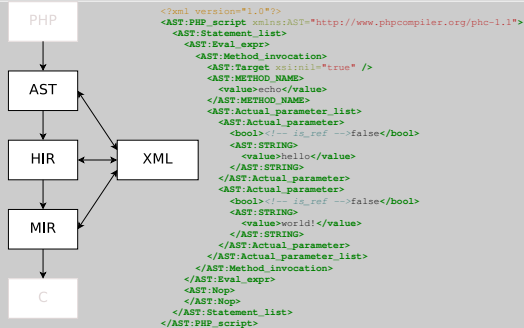 PHP
AST
HIR
XML
MIR
C
<?xml version="1.0"?>
<AST:PHP_script xmlns:AST="http://www.phpcompiler.org/phc-1.1">
<AST:Statement_list>
<AST:Eval_expr>
<AST:Method_invocation>
<AST:Target xsi:nil="true" />
<AST:METHOD_NAME>
<value>echo</value>
</AST:METHOD_NAME>
<AST:Actual_parameter_list>
<AST:Actual_parameter>
<bool><!-- is_ref -->false</bool>
<AST:STRING>
<value>hello</value>
</AST:STRING>
</AST:Actual_parameter>
<AST:Actual_parameter>
<bool><!-- is_ref -->false</bool>
<AST:STRING>
<value>world!</value>
</AST:STRING>
</AST:Actual_parameter>
</AST:Actual_parameter_list>
</AST:Method_invocation>
</AST:Eval_expr>
<AST:Nop>
</AST:Nop>
</AST:Statement_list>
</AST:PHP_script>